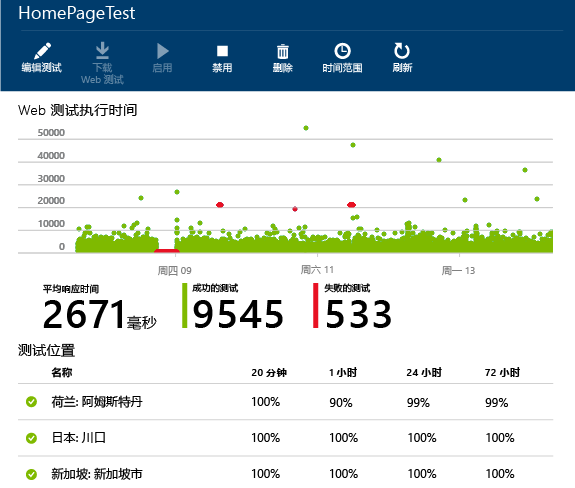 HomePageTest
编辑测试 下载 Web 测试 启用 禁用 删除 时间范围 刷新
Web 测试执行时间
50000
40000
30000
20000
10000
0
周四 09 周六 11 周一 13
平均响应时间 成功的测试 失败的测试
2671毫秒 9545 533
测试位置
名称 20 分钟 1 小时 24 小时 72 小时
荷兰: 阿姆斯特丹 100% 90% 99% 99%
日本: 川口 100% 100% 100% 100%
新加坡: 新加坡市 100% 100% 100% 100%